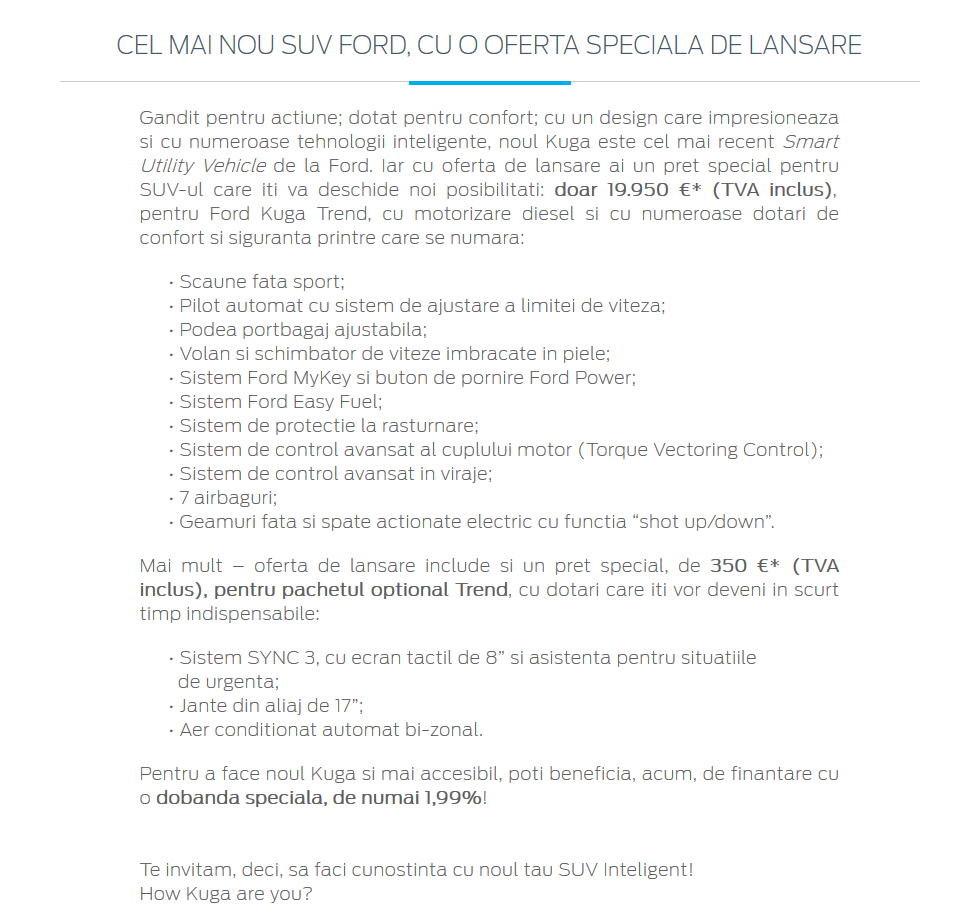 CEL MAI NOU SUV FORD, CU O OFERTA SPECIALA DE LANSARE
Gandit pentru actiune; dotat pentru confort; cu un design care impresioneaza
si cu numeroase tehnologii inteligente, noul Kuga este cel mai recent Smart
Utility Vehicle de la Ford. Iar cu oferta de lansare ai un pret special pentru
SUV-ul care iti va deschide noi posibilitati: doar 19.950 €* (TVA inclus),
pentru Ford Kuga Trend, cu motorizare diesel si cu numeroase dotari de
confort si siguranta printre care se numara:
• Scaune fata sport;
• Pilot automat cu sistem de ajustare a limitei de viteza;
• Podea portbagaj ajustabila;
• Volan si schimbator de viteze imbracate in piele;
• Sistem Ford MyKey si buton de pornire Ford Power;
• Sistem Ford Easy Fuel;
• Sistem de protectie la rasturnare;
• Sistem de control avansat al cuplului motor (Torque Vectoring Control);
• Sistem de control avansat in viraje;
• 7 airbaguri;
• Geamuri fata si spate actionate electric cu functia “shot up/down”.
Mai mult – oferta de lansare include si un pret special, de 350 €* (TVA
inclus), pentru pachetul optional Trend, cu dotari care iti vor deveni in scurt
timp indispensabile:
• Sistem SYNC 3, cu ecran tactil de 8” si asistenta pentru situatiile
de urgenta;
• Jante din aliaj de 17”;
• Aer conditionat automat bi-zonal.
Pentru a face noul Kuga si mai accesibil, poti beneficia, acum, de finantare cu
o dobanda speciala, de numai 1,99%!
Te invitam, deci, sa faci cunostinta cu noul tau SUV Inteligent!
How Kuga are you?